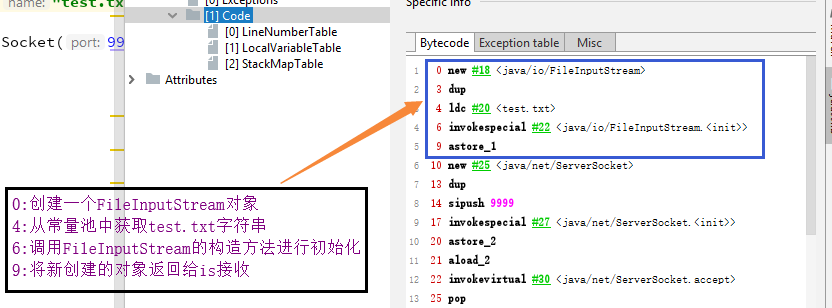 name: "test.tx
Socket( port: 99
[0] Exceptions
[1] Code
[0] LineNumberTable
[1] LocalVariableTable
[2] StackMapTable
Attributes
0:创建一个FileInputStream对象
4:从常量池中获取test.txt字符串
6:调用FileInputStream的构造方法进行初始化
9:将新创建的对象返回给is接收
Specific info
Bytecode Exception table Misc
1 0 new #18 <java/io/FileInputStream>
2 3 dup
3 4 ldc #20 <test.txt>
4 6 invokespecial #22 <java/io/FileInputStream.<init>>
5 9 astore_1
6 10 new #25 <java/net/ServerSocket>
7 13 dup
8 14 sipush 9999
9 17 invokespecial #27 <java/net/ServerSocket.<init>>
10 20 astore_2
11 21 aload_2
12 22 invokevirtual #30 <java/net/ServerSocket.accept>
13 25 pop